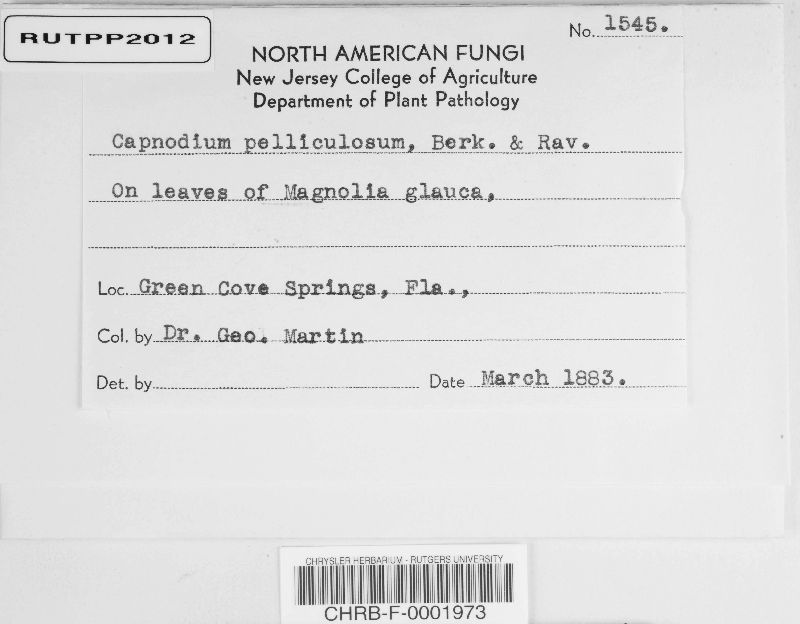 RUTPP2012
No. 1545.
NORTH AMERICAN FUNGI
New Jersey College of Agriculture
Department of Plant Pathology
Capnodium pelliculosum, Berk. & Rav.
On leaves of Magnolia glauca,
Loc. Green Cove Springs, Fla.,
Col. by Dr. Geo. Martin
Det. by Date March 1883.
CHRYSLER HERBARIUM - RUTGERS UNIVERSITY
CHRB-F-0001973